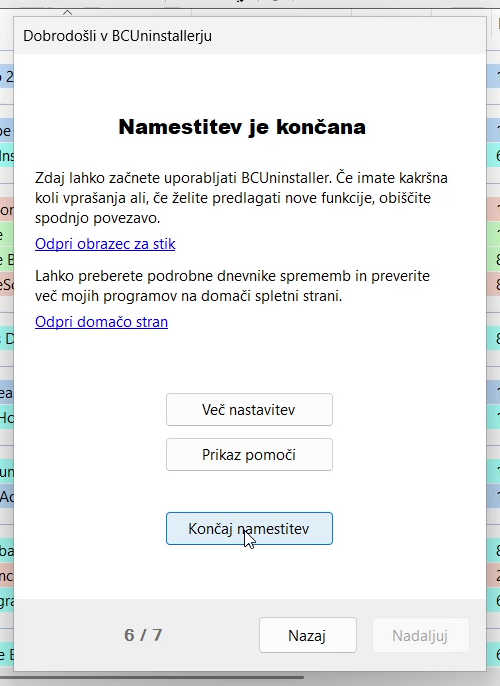 Dobrodošli v BCUninstallerju
Namestitev je končana
Zdaj lahko začnete uporabljati BCUninstaller. Če imate kakršna
koli vprašanja ali, če želite predlagati nove funkcije, obiščite
spodnjo povezavo.
Odpri obrazec za stik
Lahko preberete podrobne dnevnike sprememb in preverite
več mojih programov na domači spletni strani.
Odpri domačo stran
Več nastavitev
Prikaz pomoči
Končaj namestitev
6 / 7
Nazaj
Nadaljuj